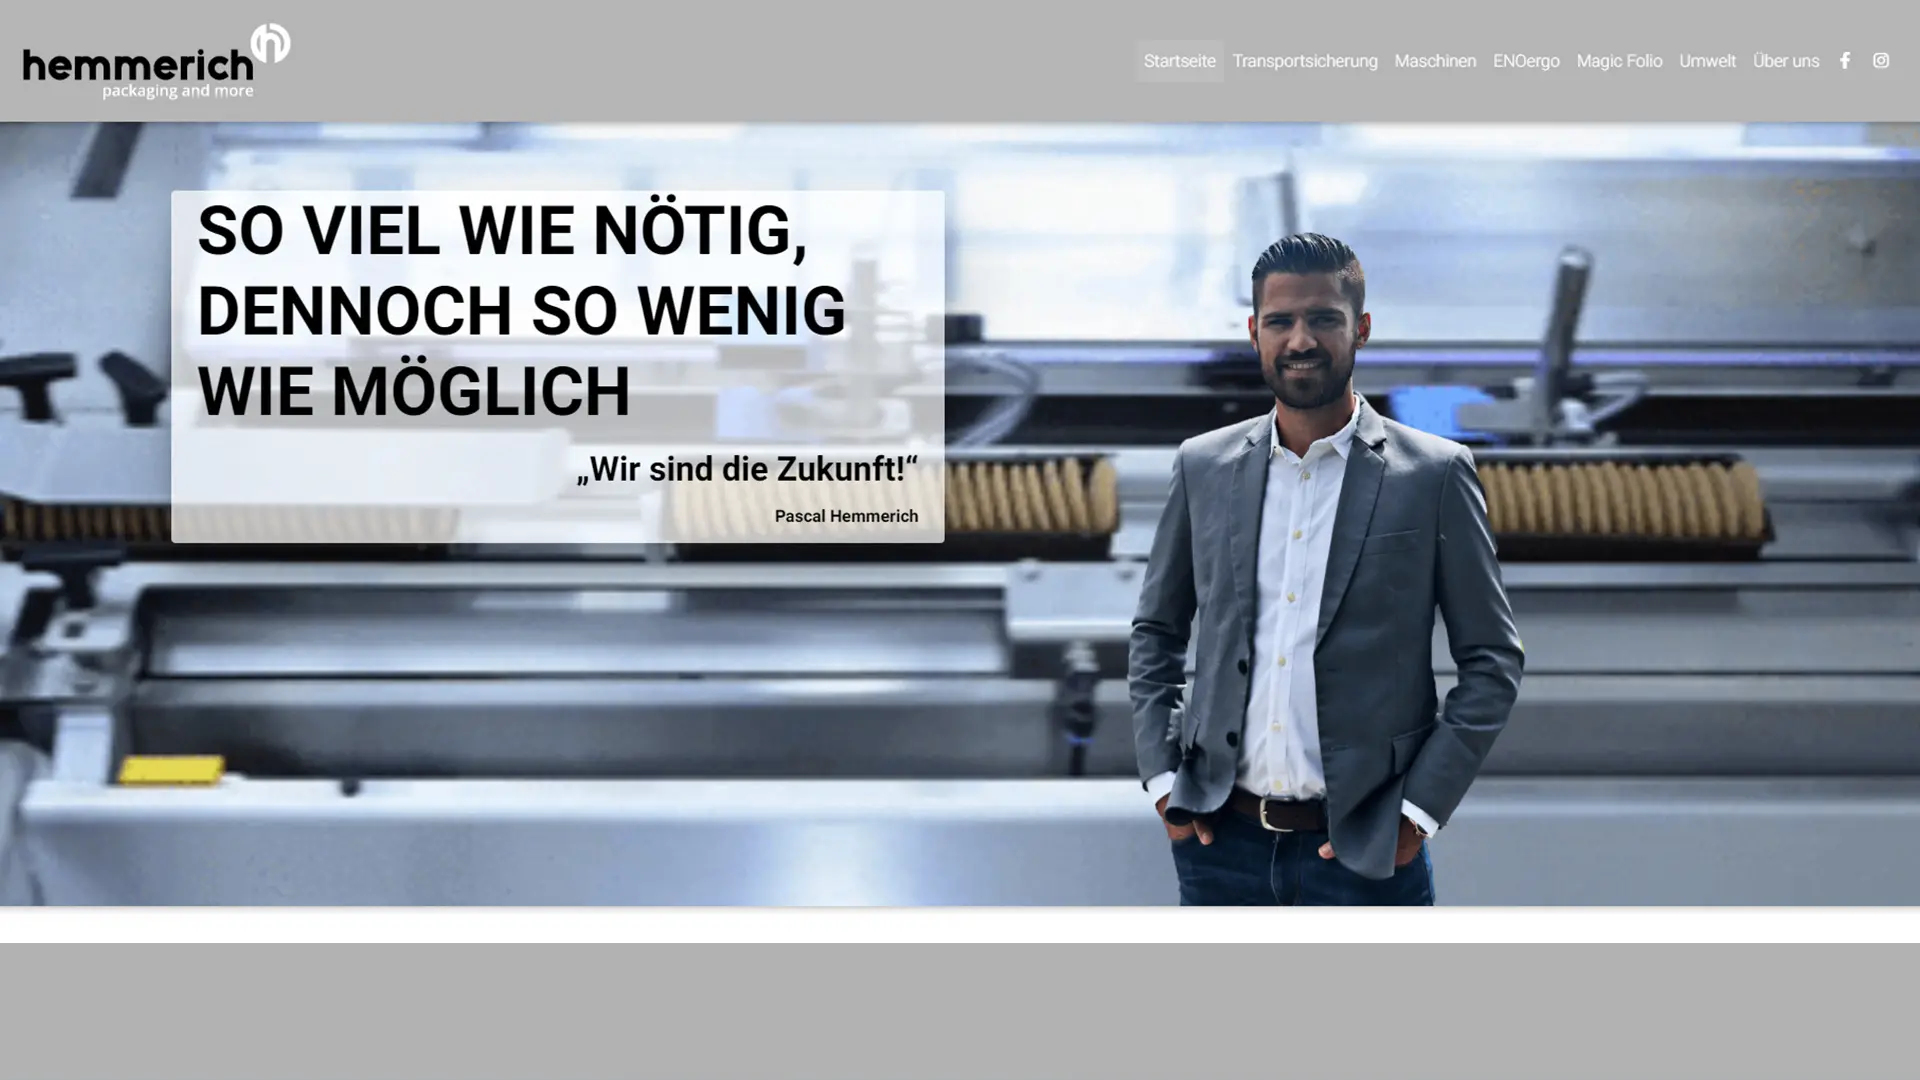 hemmerich
packaging and more
Startseite Transportsicherung Maschinen ENOergo Magic Folio Umwelt Über uns
SO VIEL WIE NÖTIG,
DENNOCH SO WENIG
WIE MÖGLICH
„Wir sind die Zukunft!“
Pascal Hemmerich